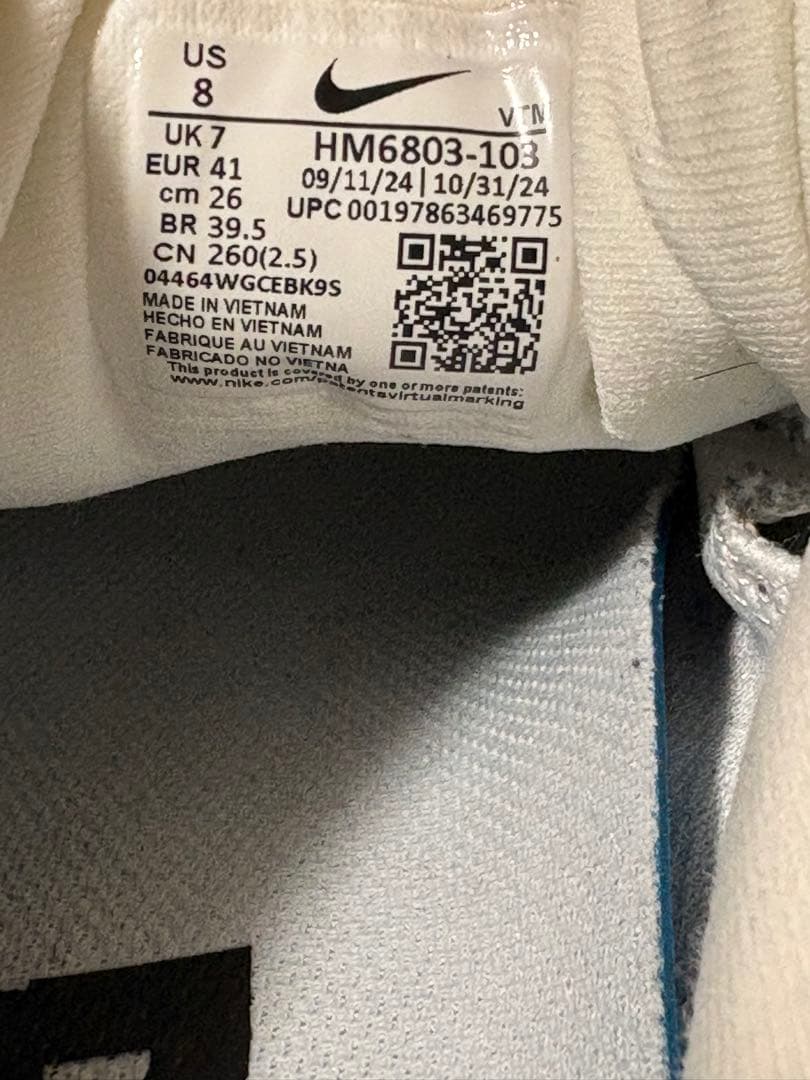 US
8
VTM
UK 7
HM6803-103
EUR 41
09/11/24 | 10/31/24
cm 26
UPC 00197863469775
BR 39.5
CN 260(2.5)
04464WGCEBK9S
MADE IN VIETNAM
HECHO EN VIETNAM
FABRIQUE AU VIETNAM
FABRICADO NO VIETNA
This product is covered by one or more patents:
www.nike.com/patentsvirtualmarking